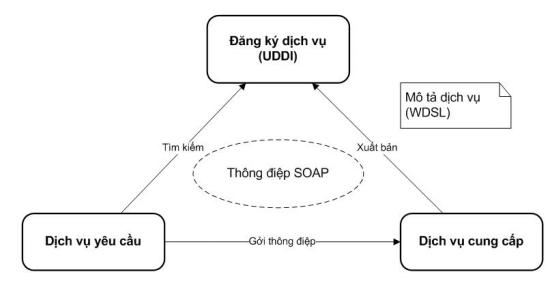 Đăng ký dịch vụ
(UDDI)
Mô tả dịch vụ
(WDSL)
Tìm kiếm
Xuất bản
Thông điệp SOAP
Dịch vụ yêu cầu
Gởi thông điệp
Dịch vụ cung cấp